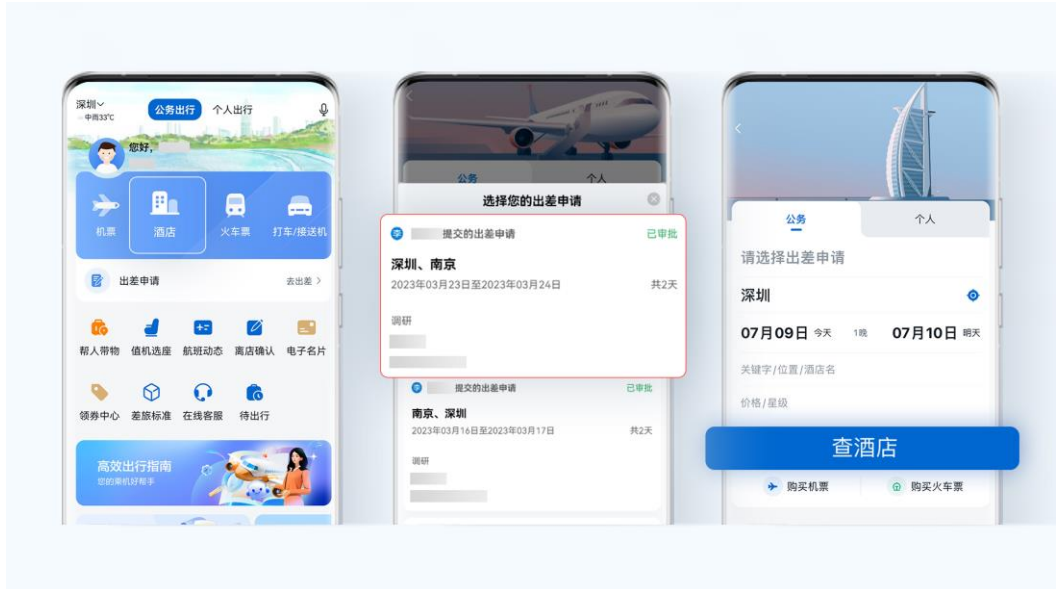 深圳
中雨33℃
公务出行 个人出行
您好，
机票 酒店 火车票 打车/接送机
出差申请 去出差 >
帮人带物 值机选座 航班动态 离店确认 电子名片
领券中心 差旅标准 在线客服 待出行
高效出行指南
您的乘机好帮手
公务 个人
选择您的出差申请
李 提交的出差申请 已审批
深圳、南京
2023年03月23日至2023年03月24日 共2天
调研
李 提交的出差申请 已审批
南京、深圳
2023年03月16日至2023年03月17日 共2天
调研
公务 个人
请选择出差申请
深圳
07月09日 今天 1晚 07月10日 明天
关键字/位置/酒店名
价格/星级
查酒店
购买机票 购买火车票